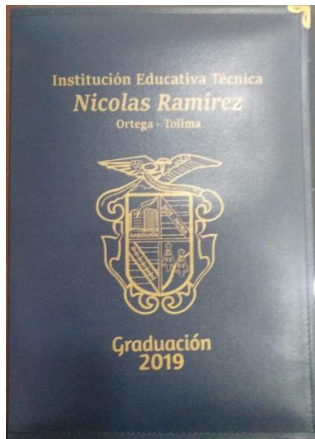 Institución Educativa Técnica
Nicolas Ramirez
Ortega - Tolima
Graduación
2019